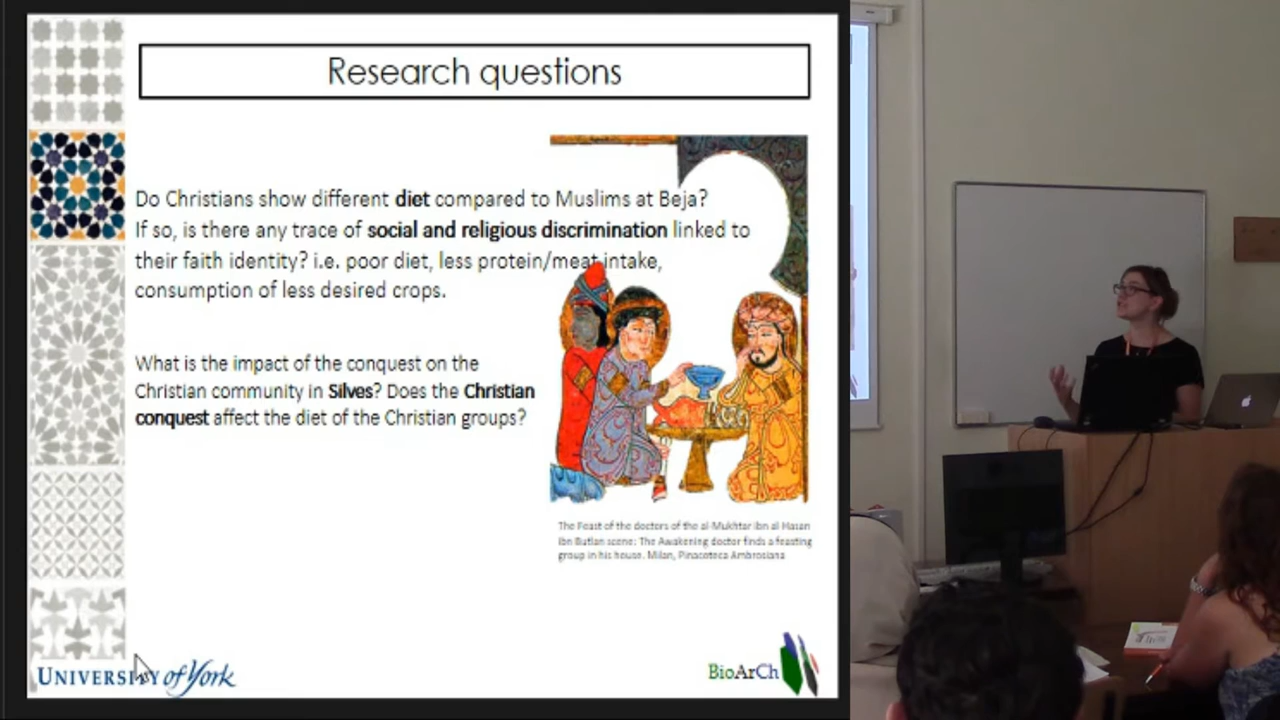 Research questions
Do Christians show different diet compared to Muslims at Beja?
If so, is there any trace of social and religious discrimination linked to
their faith identity? i.e. poor diet, less protein/meat intake,
consumption of less desired crops.
What is the impact of the conquest on the
Christian community in Silves? Does the Christian
conquest affect the diet of the Christian groups?
The Feast of the doctors of the al-Mukhtar ibn al Hasan
ibn Butlan scene: The Awakening doctor finds a feasting
group in his house. Milan, Pinacoteca Ambrosiana
UNIVERSITY of York
BioArCh